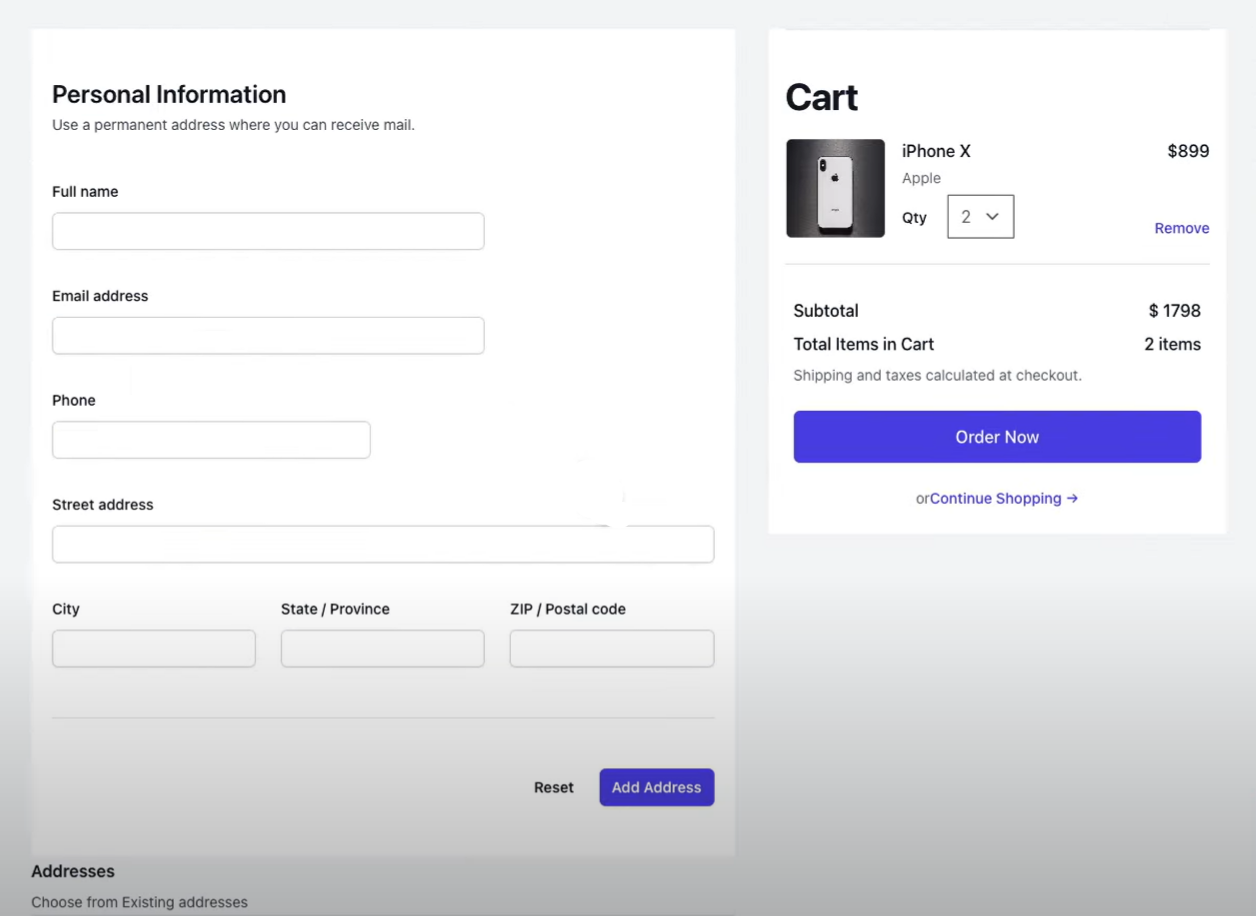 Personal Information
Use a permanent address where you can receive mail.
Full name
Email address
Phone
Street address
City State / Province ZIP / Postal code
Reset Add Address
Addresses
Choose from Existing addresses
Cart
iPhone X $899
Apple
Qty 2
Remove
Subtotal $ 1798
Total Items in Cart 2 items
Shipping and taxes calculated at checkout.
Order Now
orContinue Shopping →